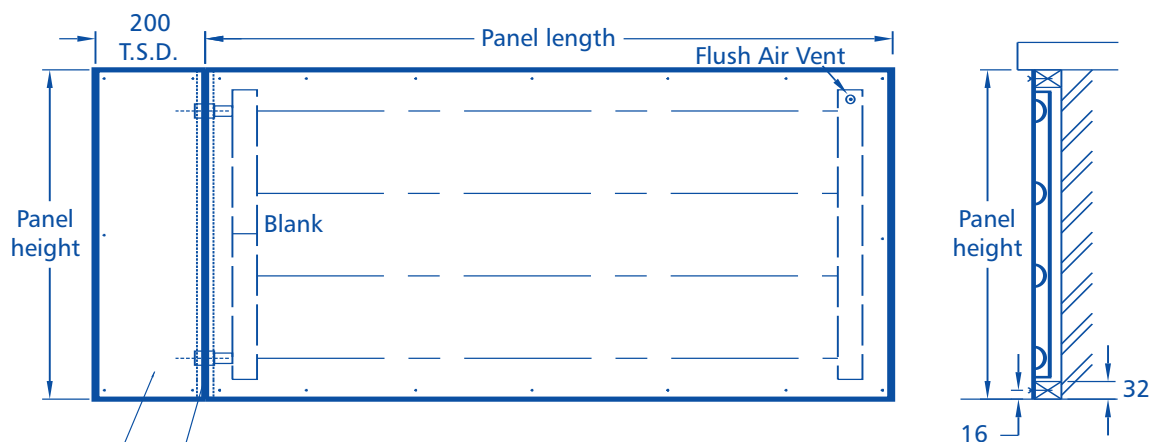 200
T.S.D.
Panel length
Flush Air Vent
Panel
height
Blank
Panel
height
32
16